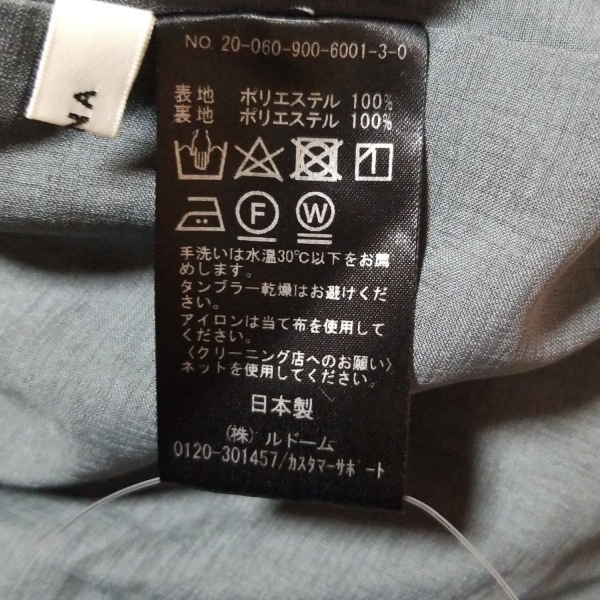 NA
NO. 20-060-900-6001-3-0
表地 ポリエステル 100%
裏地 ポリエステル 100%
F W
手洗いは水温30℃以下をお薦
めします。
タンブラー乾燥はお避けくだ
さい。
アイロンは当て布を使用して
ください。
〈クリーニング店へのお願い〉
ネットを使用してください。
日本製
(株) ルドーム
0120-301457/カスタマーサポート